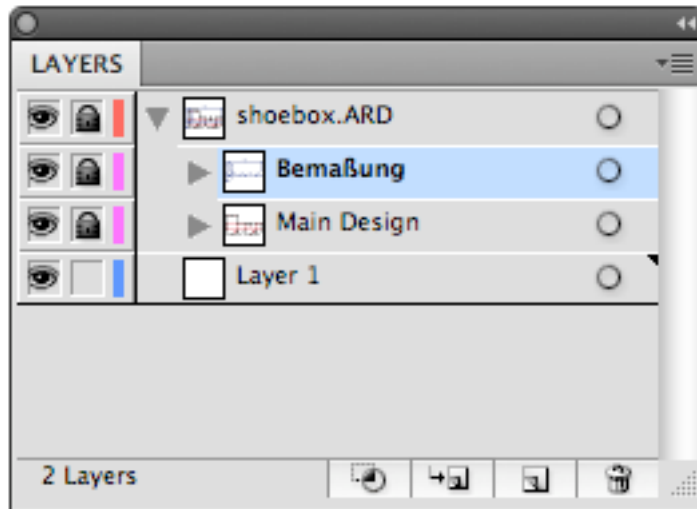 LAYERS
shoebox.ARD
Bemaßung
Main Design
Layer 1
2 Layers